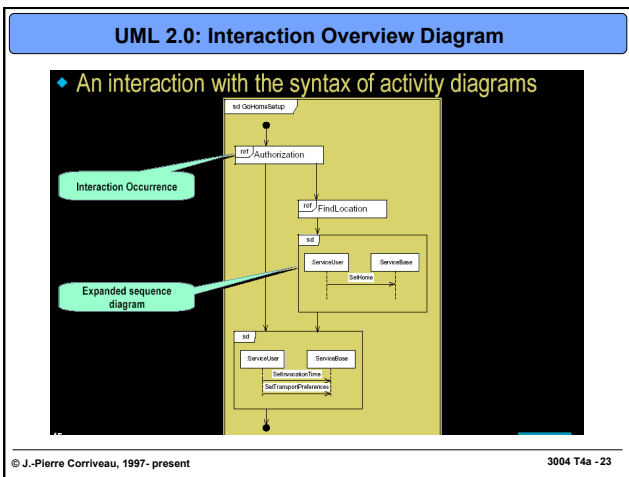 UML 2.0: Interaction Overview Diagram
An interaction with the syntax of activity diagrams
sd GoHomeSetup
ref
Authorization
Interaction Occurrence
ref
FindLocation
sd
:ServiceUser
:ServiceBase
SetHome
Expanded sequence
diagram
sd
:ServiceUser
:ServiceBase
SetInvocationTime
SetTransportPreferences
© J.-Pierre Corriveau, 1997- present
3004 T4a - 23